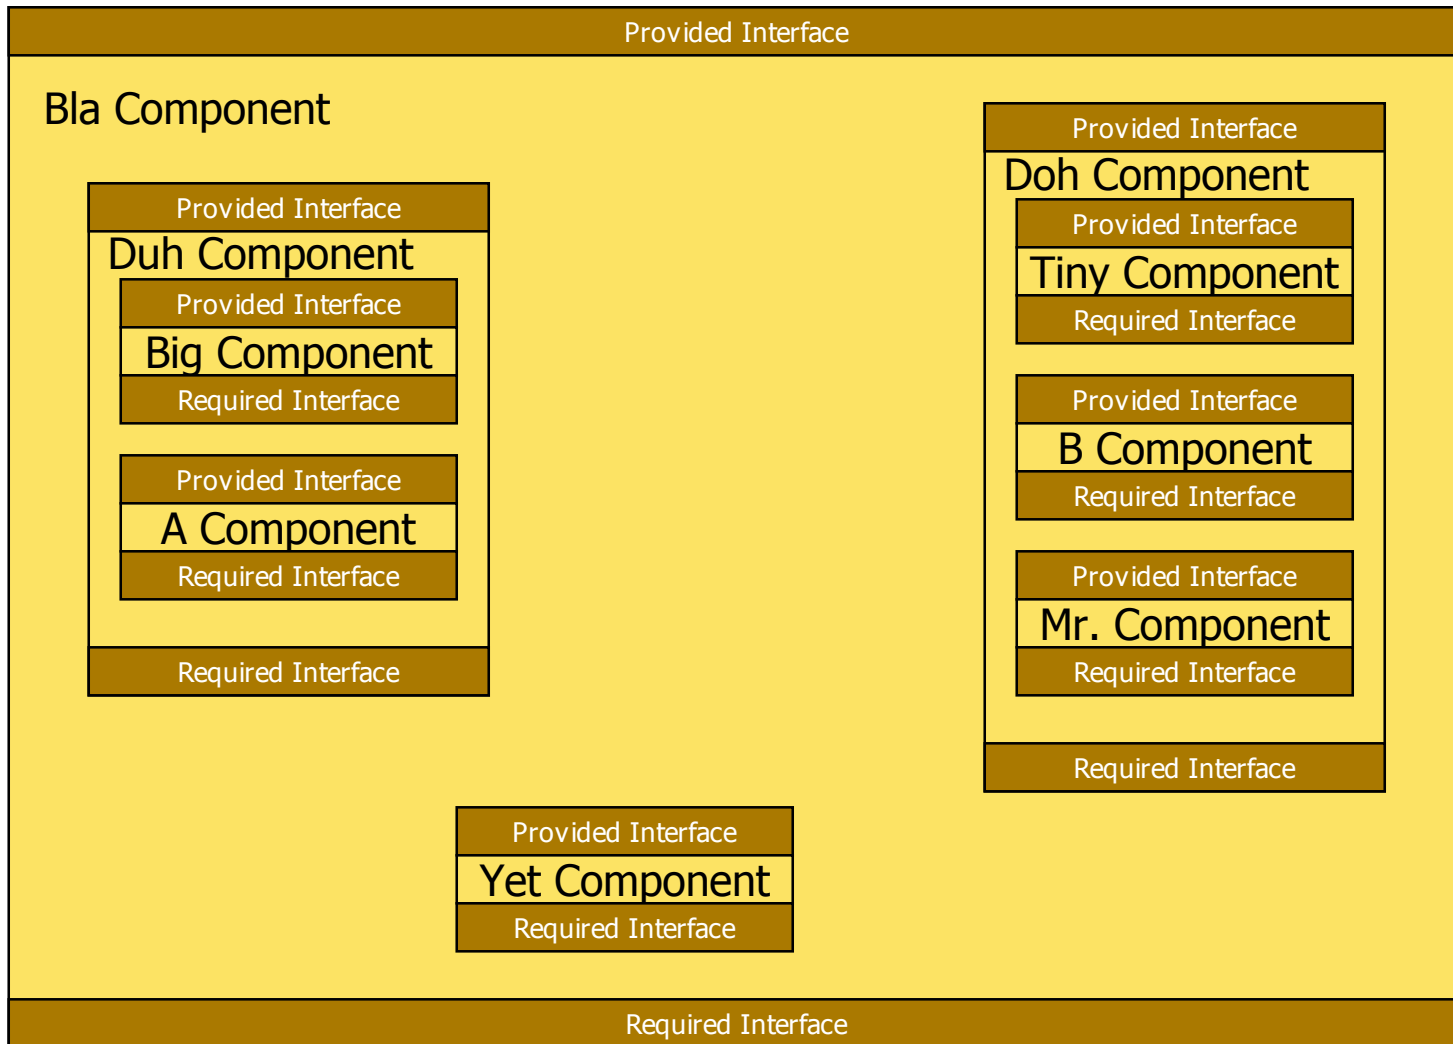 Provided Interface
Bla Component
Provided Interface
Duh Component
Provided Interface
Big Component
Required Interface
Provided Interface
A Component
Required Interface
Required Interface
Provided Interface
Doh Component
Provided Interface
Tiny Component
Required Interface
Provided Interface
B Component
Required Interface
Provided Interface
Mr. Component
Required Interface
Required Interface
Provided Interface
Yet Component
Required Interface
Required Interface